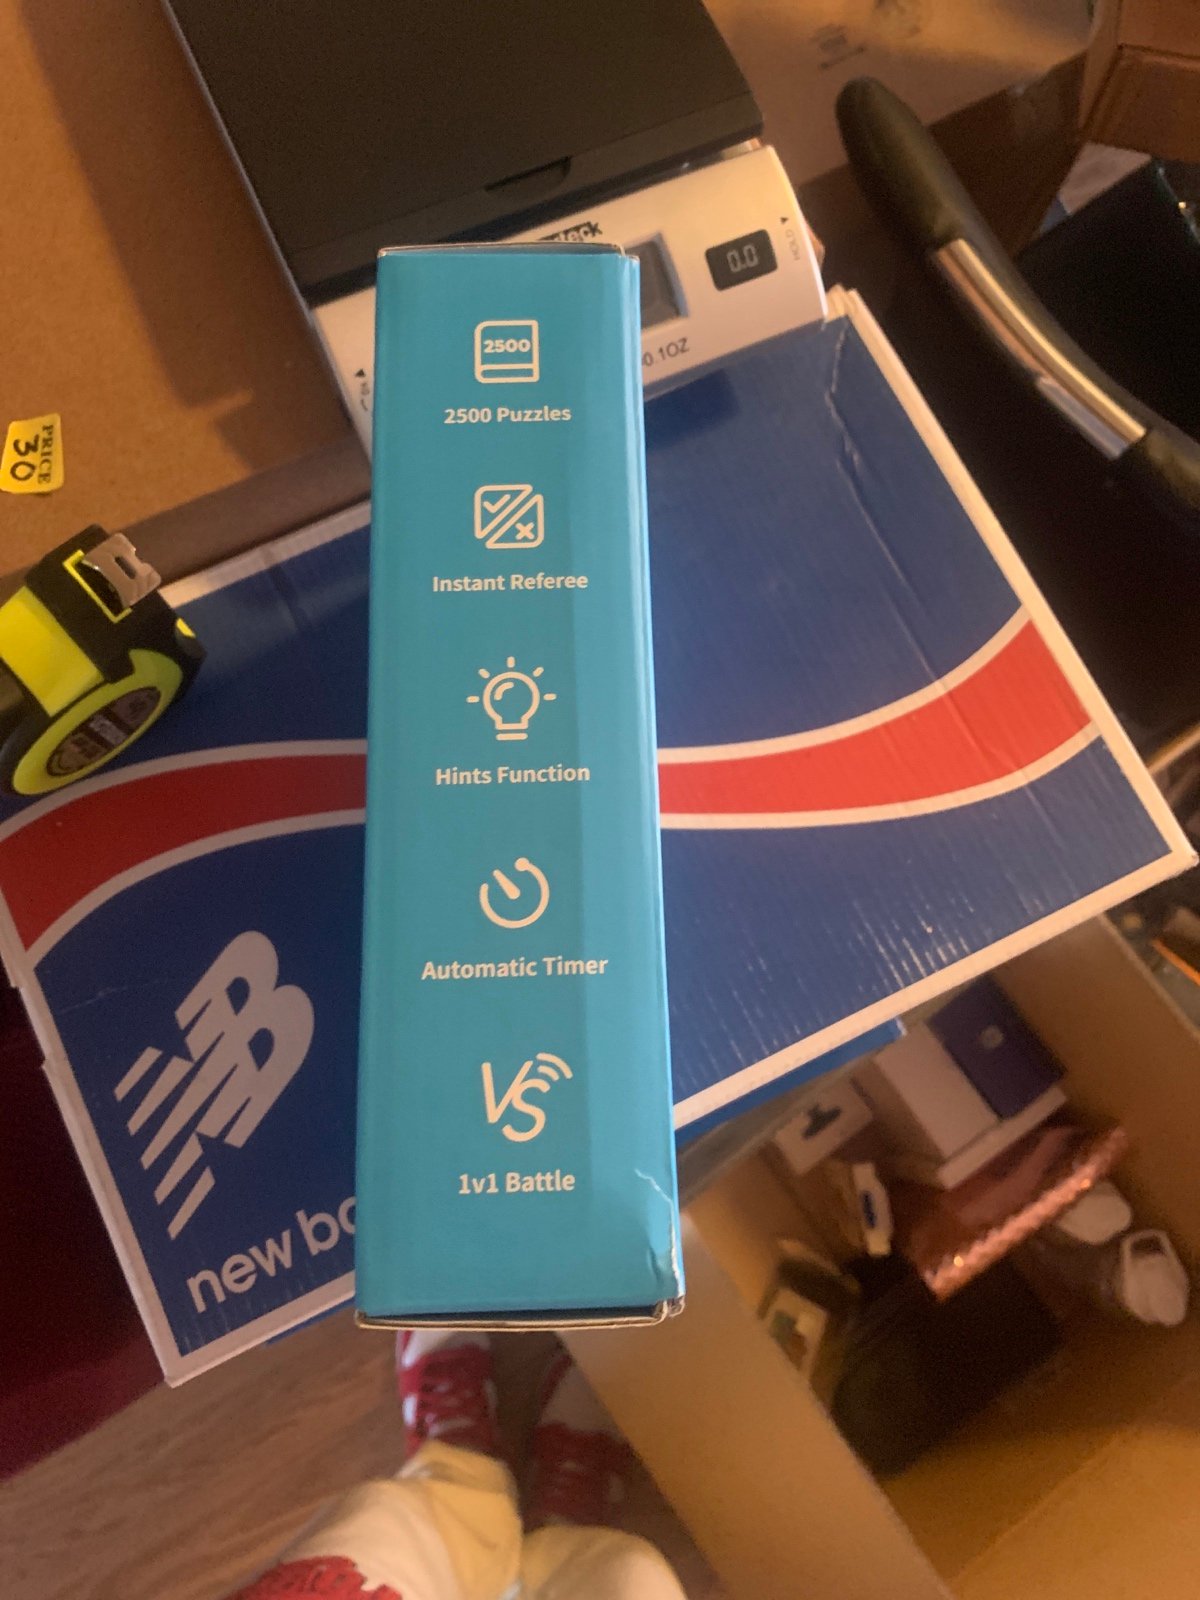 0.0
HOLD
0.1OZ
PRICE
30
2500
2500 Puzzles
Instant Referee
Hints Function
Automatic Timer
VS
1v1 Battle
new ba